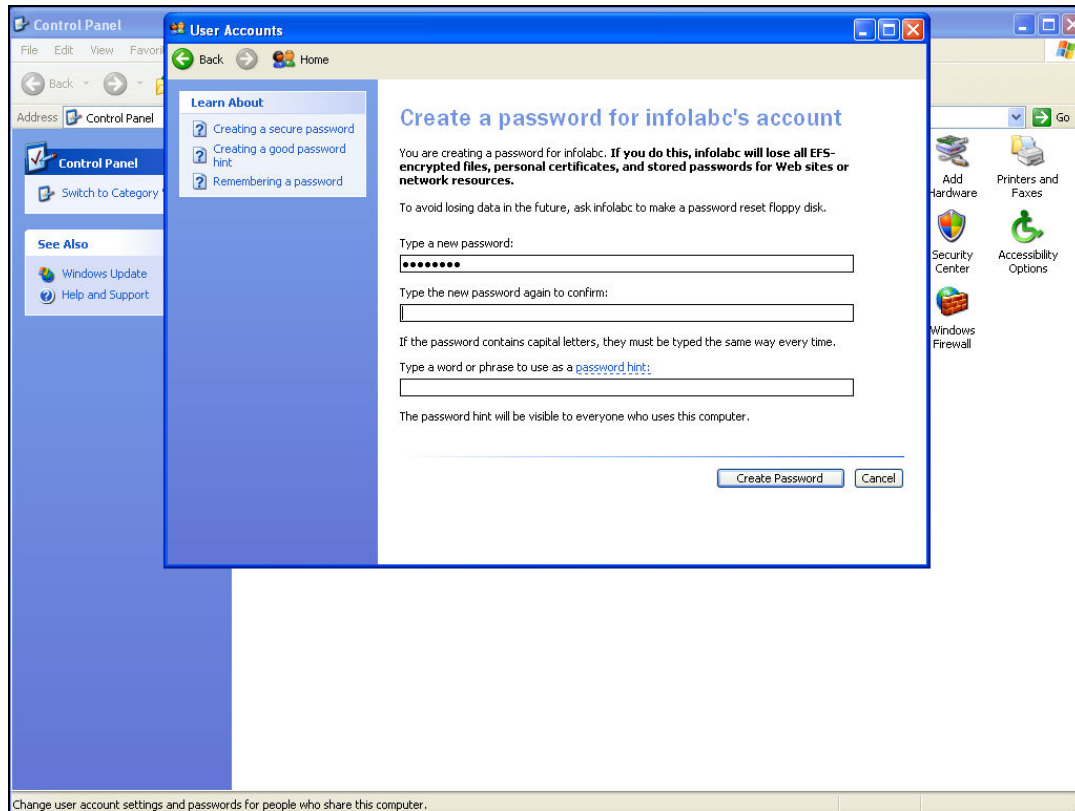 Control Panel
File Edit View Favori
Back
Address Control Panel
Go
Control Panel
Switch to Category
See Also
Windows Update
Help and Support
User Accounts
Back Home
Learn About
Creating a secure password
Creating a good password
hint
Remembering a password
Create a password for infolabc's account
You are creating a password for infolabc. If you do this, infolabc will lose all EFS-
encrypted files, personal certificates, and stored passwords for Web sites or
network resources.
To avoid losing data in the future, ask infolabc to make a password reset floppy disk.
Type a new password:
●●●●●●●●
Type the new password again to confirm:
If the password contains capital letters, they must be typed the same way every time.
Type a word or phrase to use as a password hint:
The password hint will be visible to everyone who uses this computer.
Create Password Cancel
Add
Hardware
Printers and
Faxes
Security
Center
Accessibility
Options
Windows
Firewall
Change user account settings and passwords for people who share this computer.